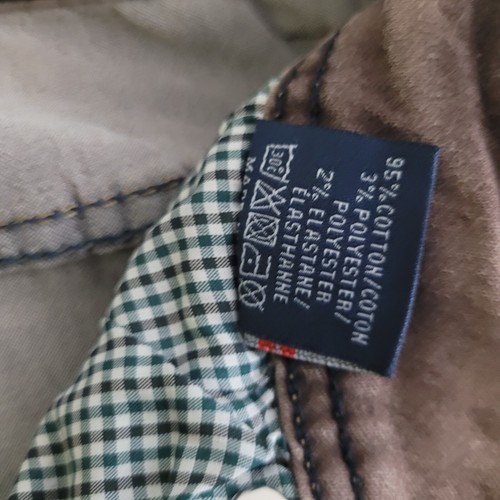 95% COTTON/COTON
3% POLYESTER/
POLYESTER
2% ELASTANE/
ELASTHANNE
30°